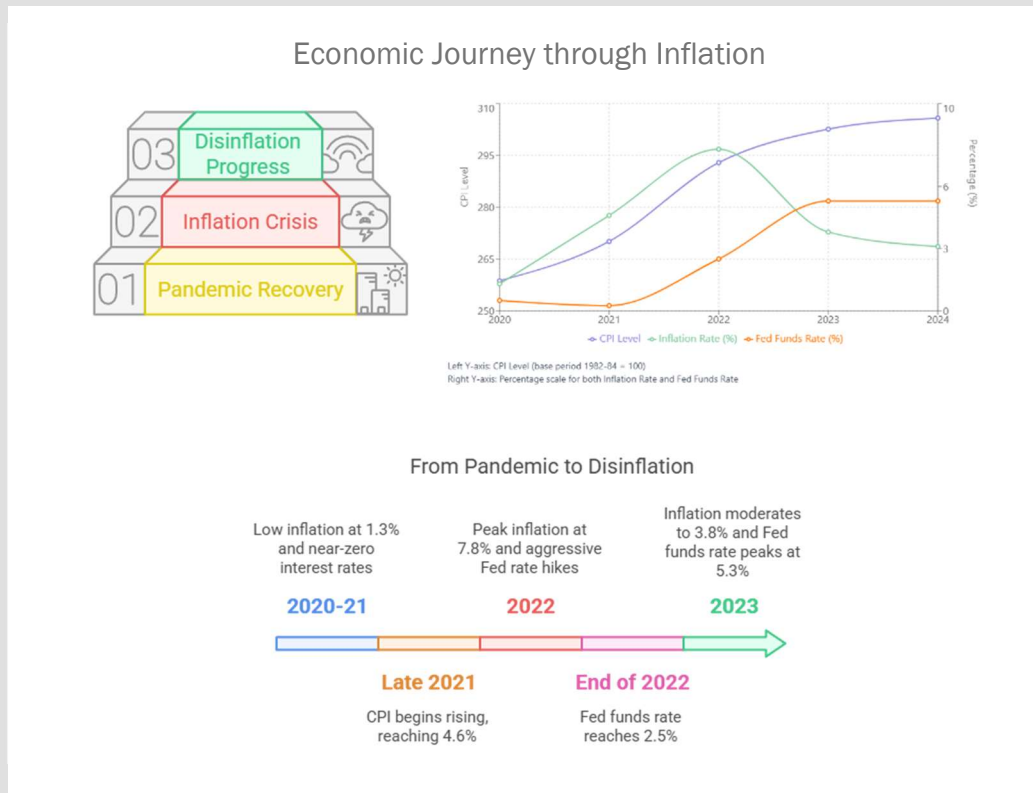 Economic Journey through Inflation
03
Disinflation
Progress
02
Inflation Crisis
01
Pandemic Recovery
310
295
280
265
250
CPI Level
10
6
3
0
Percentage (%)
2020
2021
2022
2023
2024
CPI Level
Inflation Rate (%)
Fed Funds Rate (%)
Left Y-axis: CPI Level (base period 1982-84 = 100)
Right Y-axis: Percentage scale for both Inflation Rate and Fed Funds Rate
From Pandemic to Disinflation
Low inflation at 1.3%
and near-zero
interest rates
2020-21
Peak inflation at
7.8% and aggressive
Fed rate hikes
2022
Inflation moderates
to 3.8% and Fed
funds rate peaks at
5.3%
2023
Late 2021
CPI begins rising,
reaching 4.6%
End of 2022
Fed funds rate
reaches 2.5%